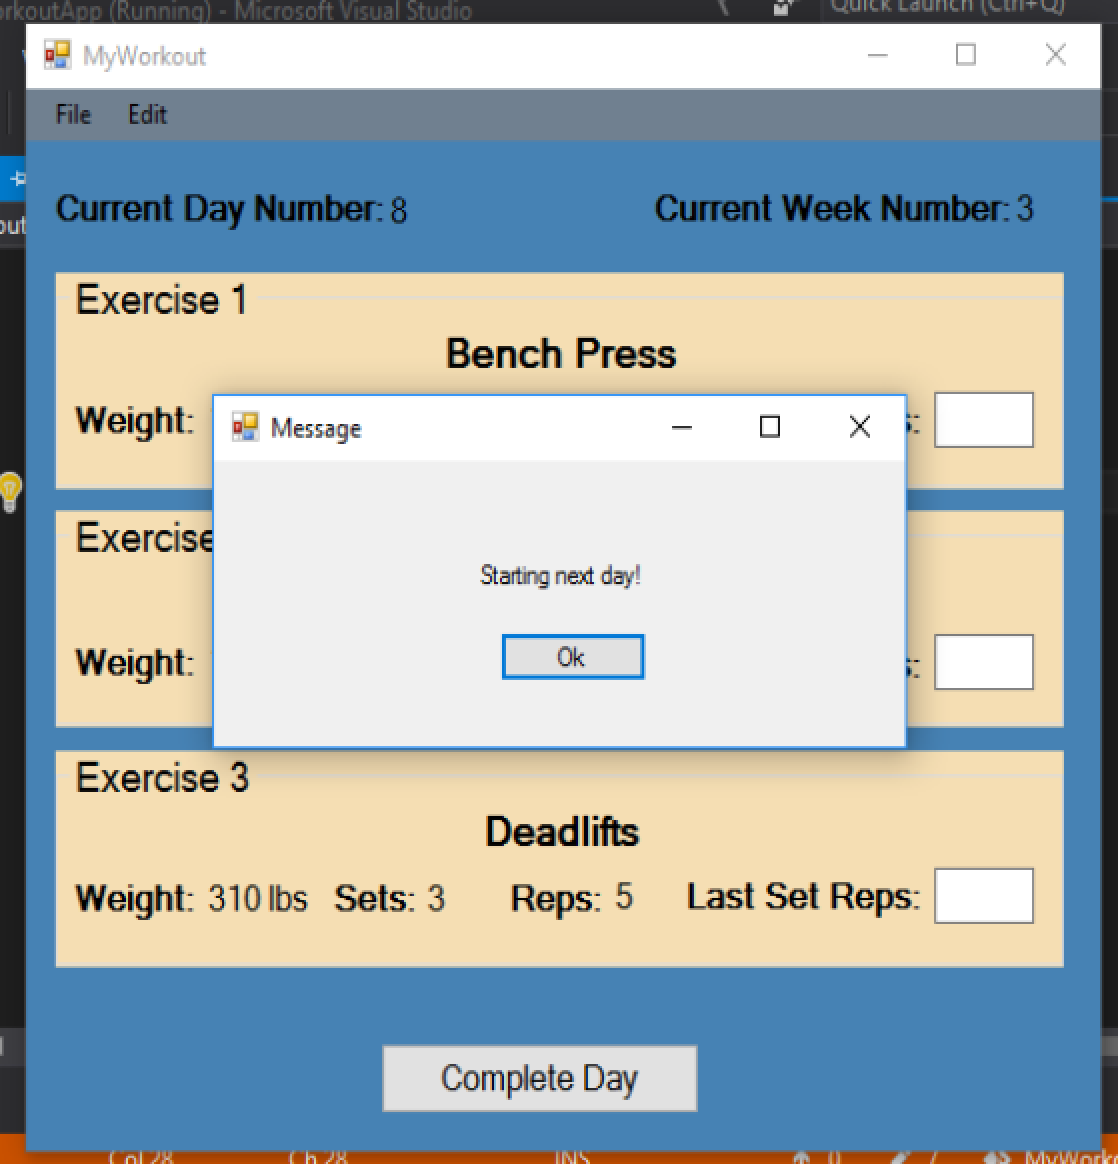 (Running) - Microsoft Visual Studio
Quick Launch (Ctrl+Q)
MyWorkout
File Edit
Current Day Number: 8 Current Week Number: 3
Exercise 1
Bench Press
Weight:
Message
Exercise
Starting next day!
Weight:
Ok
Exercise 3
Deadlifts
Weight: 310 lbs Sets: 3 Reps: 5 Last Set Reps:
Complete Day
Col 28 Ch 28 INS 0 7